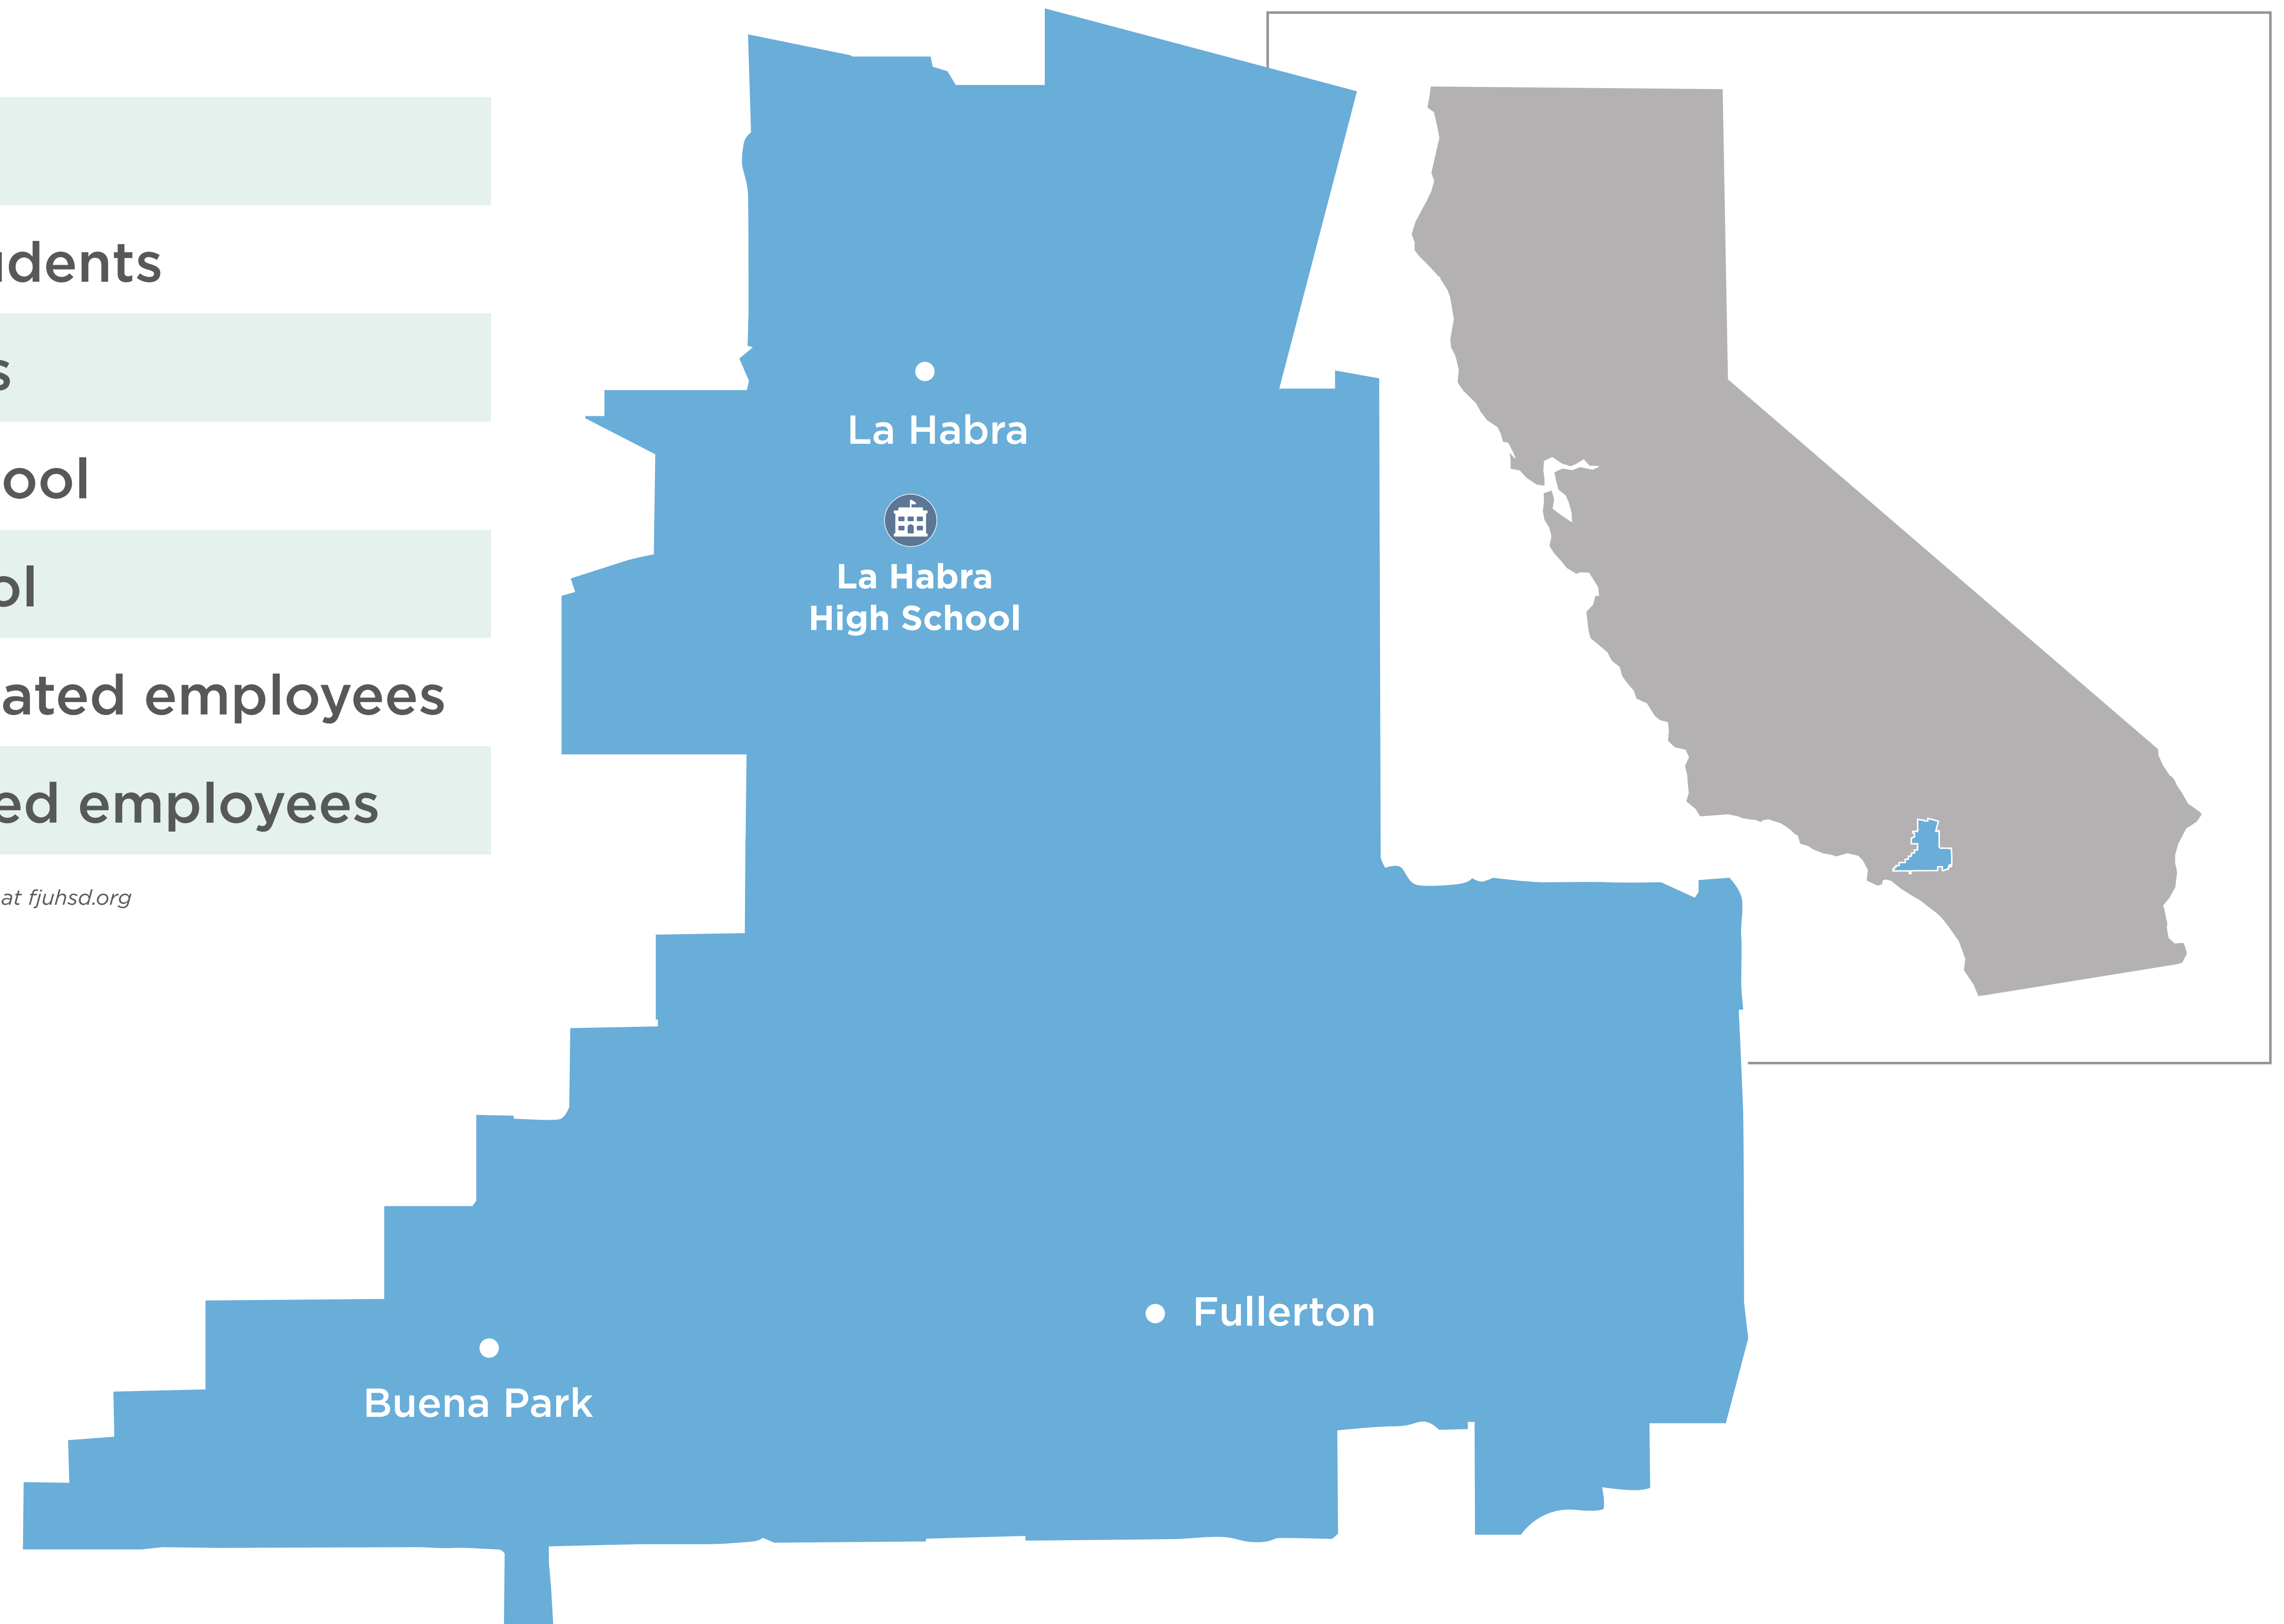 udents
s
ool
ol
ated employees
ed employees
at fjuhsd.org
La Habra
La Habra
High School
Fullerton
Buena Park